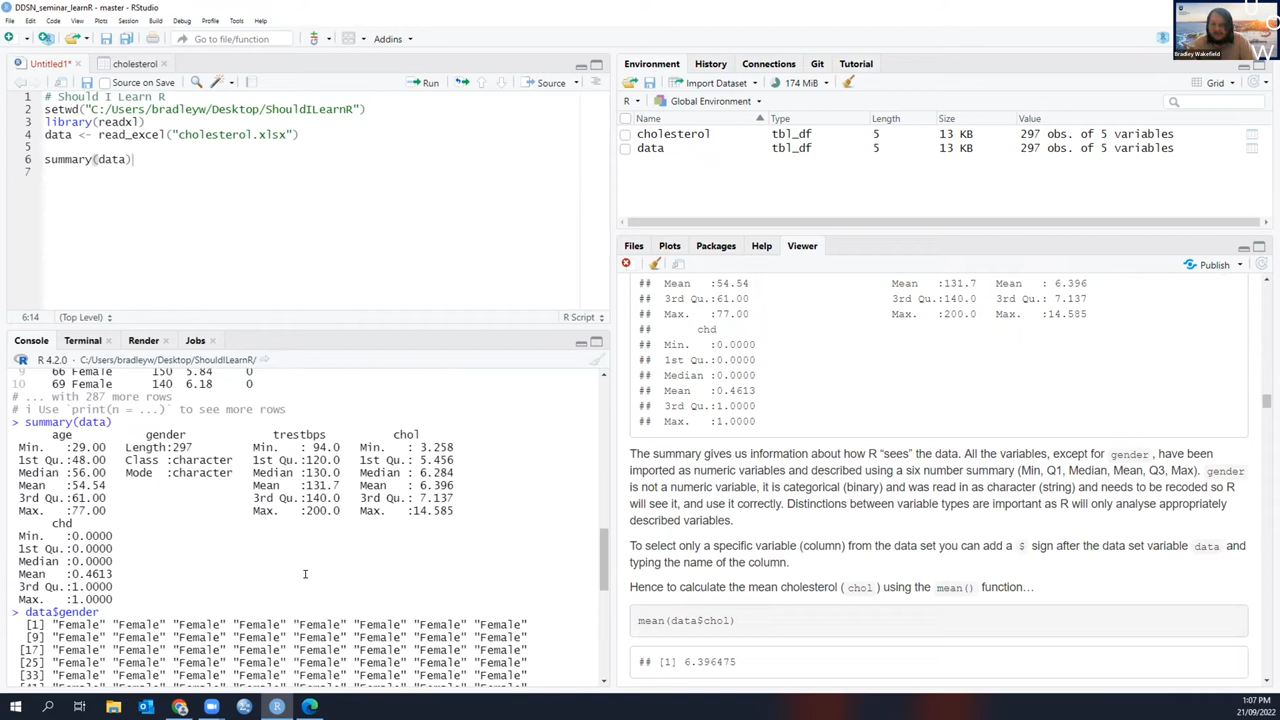 DDSN_seminar_learnR - master - RStudio
File Edit Code View Plots Session Build Debug Profile Tools Help
Go to file/function Addins
Bradley Wakefield
U
O
W
Untitled1* cholesterol
Source on Save Run Source
1 # Should I Learn R
2 setwd("C:/Users/bradleyw/Desktop/ShouldILearnR")
3 library(readxl)
4 data <- read_excel("cholesterol.xlsx")
5
6 summary(data)
7
6:14 (Top Level) R Script
Console Terminal Render Jobs
R 4.2.0 · C:/Users/bradleyw/Desktop/ShouldILearnR/
9 66 Female 150 5.84 0
10 69 Female 140 6.18 0
# ... with 287 more rows
# i Use `print(n = ...)` to see more rows
> summary(data)
age gender trestbps chol
Min. :29.00 Length:297 Min. : 94.0 Min. : 3.258
1st Qu.:48.00 Class :character 1st Qu.:120.0 1st Qu.: 5.456
Median :56.00 Mode :character Median :130.0 Median : 6.284
Mean :54.54 Mean :131.7 Mean : 6.396
3rd Qu.:61.00 3rd Qu.:140.0 3rd Qu.: 7.137
Max. :77.00 Max. :200.0 Max. :14.585
chd
Min. :0.0000
1st Qu.:0.0000
Median :0.0000
Mean :0.4613
3rd Qu.:1.0000
Max. :1.0000
> data$gender
[1] "Female" "Female" "Female" "Female" "Female" "Female" "Female" "Female"
[9] "Female" "Female" "Female" "Female" "Female" "Female" "Female" "Female"
[17] "Female" "Female" "Female" "Female" "Female" "Female" "Female" "Female"
[25] "Female" "Female" "Female" "Female" "Female" "Female" "Female" "Female"
[33] "Female" "Female" "Female" "Female" "Female" "Female" "Female" "Female"
Environment History Connections Git Tutorial
Import Dataset 174 MiB Grid
R Global Environment
Name Type Length Size Value
cholesterol tbl_df 5 13 KB 297 obs. of 5 variables
data tbl_df 5 13 KB 297 obs. of 5 variables
Files Plots Packages Help Viewer
Publish
## Mean :54.54 Mean :131.7 Mean : 6.396
## 3rd Qu.:61.00 3rd Qu.:140.0 3rd Qu.: 7.137
## Max. :77.00 Max. :200.0 Max. :14.585
## chd
## Min. :0.0000
## 1st Qu.:0.0000
## Median :0.0000
## Mean :0.4613
## 3rd Qu.:1.0000
## Max. :1.0000
The summary gives us information about how R “sees” the data. All the variables, except for gender, have been
imported as numeric variables and described using a six number summary (Min, Q1, Median, Mean, Q3, Max). gender
is not a numeric variable, it is categorical (binary) and was read in as character (string) and needs to be recoded so R
will see it, and use it correctly. Distinctions between variable types are important as R will only analyse appropriately
described variables.
To select only a specific variable (column) from the data set you can add a $ sign after the data set variable data and
typing the name of the column.
Hence to calculate the mean cholesterol ( chol ) using the mean() function…
mean(data$chol)
## [1] 6.396475
1:07 PM
21/09/2022